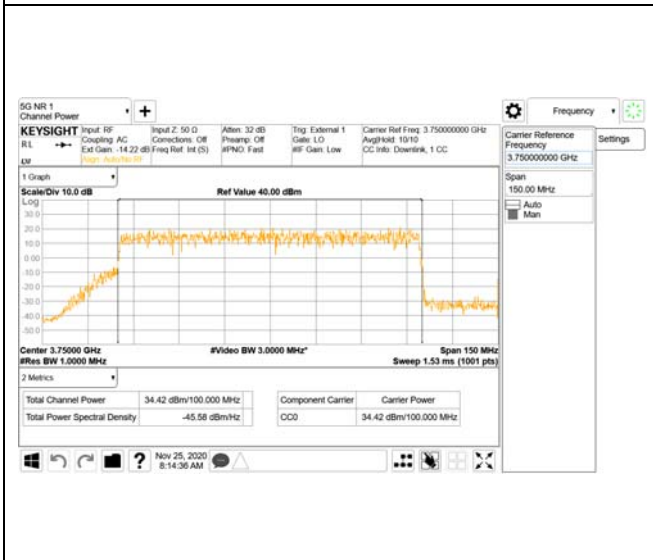 5G NR 1
Channel Power
Frequency
KEYSIGHT
RL
Input: RF
Coupling: AC
Ext Gain: -14.22 dB
Align: Auto/No RF
Input Z: 50 Ω
Corrections: Off
Freq Ref: Int (S)
Atten: 32 dB
Preamp: Off
#PNO: Fast
Trig: External 1
Gate: LO
#IF Gain: Low
Carrier Ref Freq: 3.750000000 GHz
Avg|Hold: 10/10
CC Info: Downlink, 1 CC
Carrier Reference Frequency
3.750000000 GHz
Settings
Span
150.00 MHz
Auto
Man
1 Graph
Scale/Div 10.0 dB
Ref Value 40.00 dBm
Log
30.0
20.0
10.0
0.00
-10.0
-20.0
-30.0
-40.0
-50.0
Center 3.75000 GHz
#Video BW 3.0000 MHz*
Span 150 MHz
#Res BW 1.0000 MHz
Sweep 1.53 ms (1001 pts)
2 Metrics
Total Channel Power 34.42 dBm/100.000 MHz
Total Power Spectral Density -45.58 dBm/Hz
Component Carrier Carrier Power
CC0 34.42 dBm/100.000 MHz
?
Nov 25, 2020
8:14:36 AM